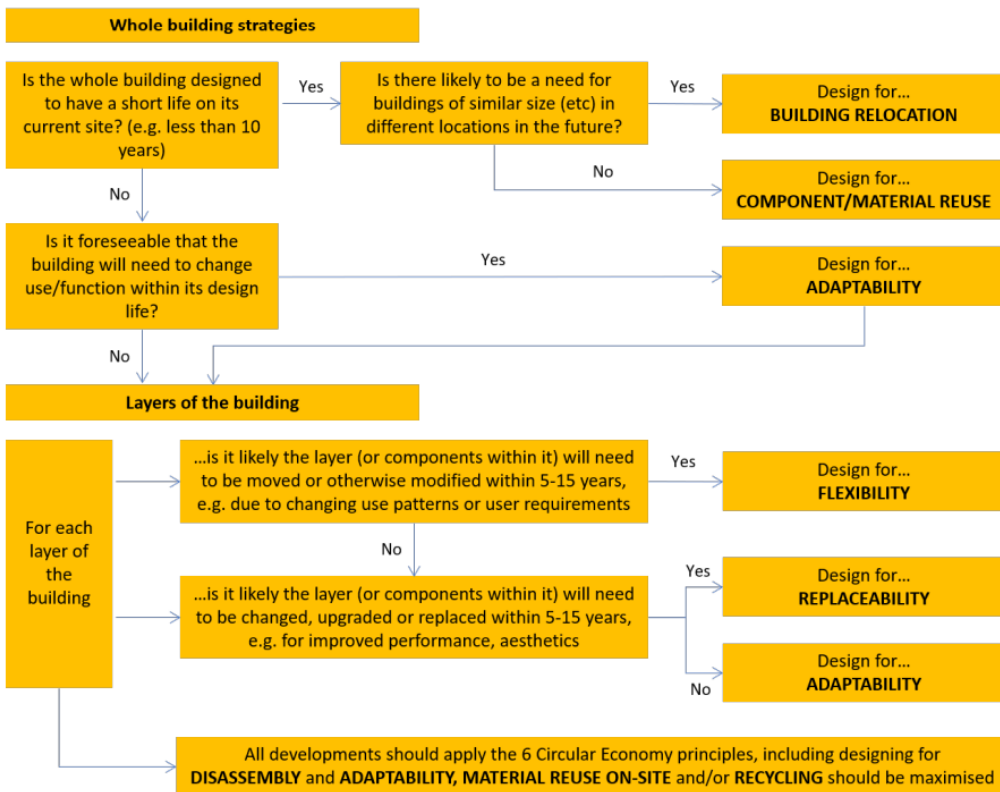 Whole building strategies
Is the whole building designed
to have a short life on its
current site? (e.g. less than 10
years)
Yes
Is there likely to be a need for
buildings of similar size (etc) in
different locations in the future?
Yes
Design for...
BUILDING RELOCATION
No
No
Design for...
COMPONENT/MATERIAL REUSE
Is it foreseeable that the
building will need to change
use/function within its design
life?
Yes
Design for...
ADAPTABILITY
No
Layers of the building
For each
layer of
the
building
...is it likely the layer (or components within it) will need
to be moved or otherwise modified within 5-15 years,
e.g. due to changing use patterns or user requirements
Yes
Design for...
FLEXIBILITY
No
...is it likely the layer (or components within it) will need
to be changed, upgraded or replaced within 5-15 years,
e.g. for improved performance, aesthetics
Yes
Design for...
REPLACEABILITY
No
Design for...
ADAPTABILITY
All developments should apply the 6 Circular Economy principles, including designing for
DISASSEMBLY and ADAPTABILITY, MATERIAL REUSE ON-SITE and/or RECYCLING should be maximised